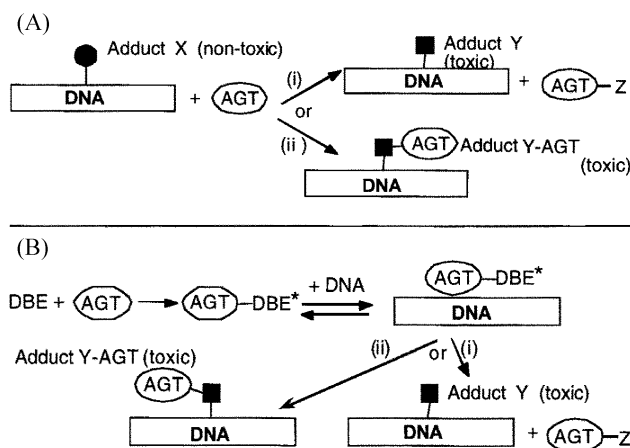 (A)
Adduct X (non-toxic)
DNA
+
AGT
(i)
or
(ii )
Adduct Y
(toxic)
DNA
+
AGT
Z
AGT
Adduct Y-AGT
(toxic)
DNA
(B)
DBE +
AGT
AGT
DBE*
+ DNA
AGT
DBE*
DNA
(ii)
or
(i)
Adduct Y-AGT (toxic)
AGT
DNA
Adduct Y (toxic)
DNA
+
AGT
Z